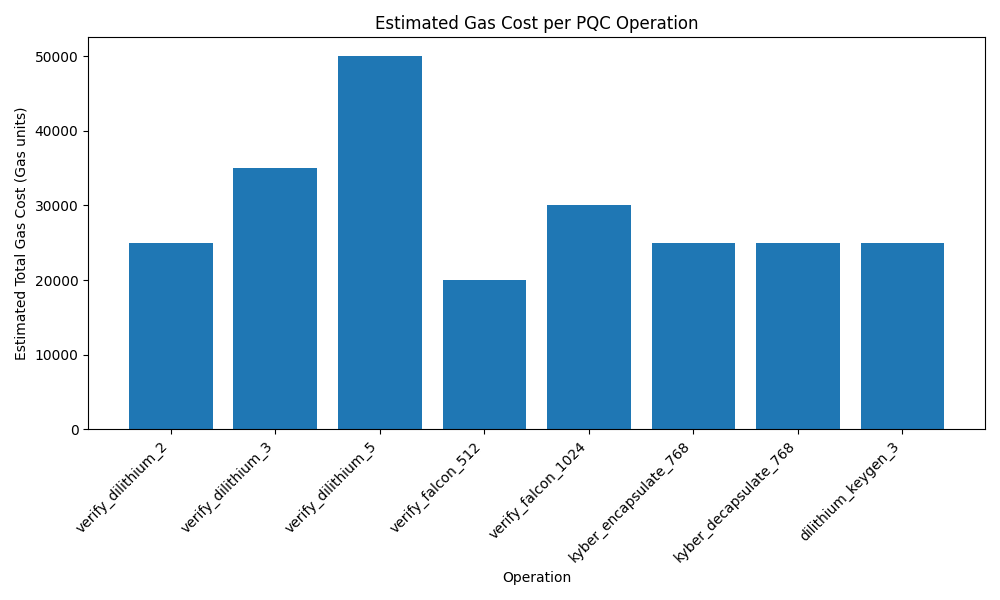 Estimated Gas Cost per PQC Operation
Estimated Total Gas Cost (Gas units)
50000
40000
30000
20000
10000
0
verify_dilithium_2
verify_dilithium_3
verify_dilithium_5
verify_falcon_512
verify_falcon_1024
kyber_encapsulate_768
kyber_decapsulate_768
dilithium_keygen_3
Operation